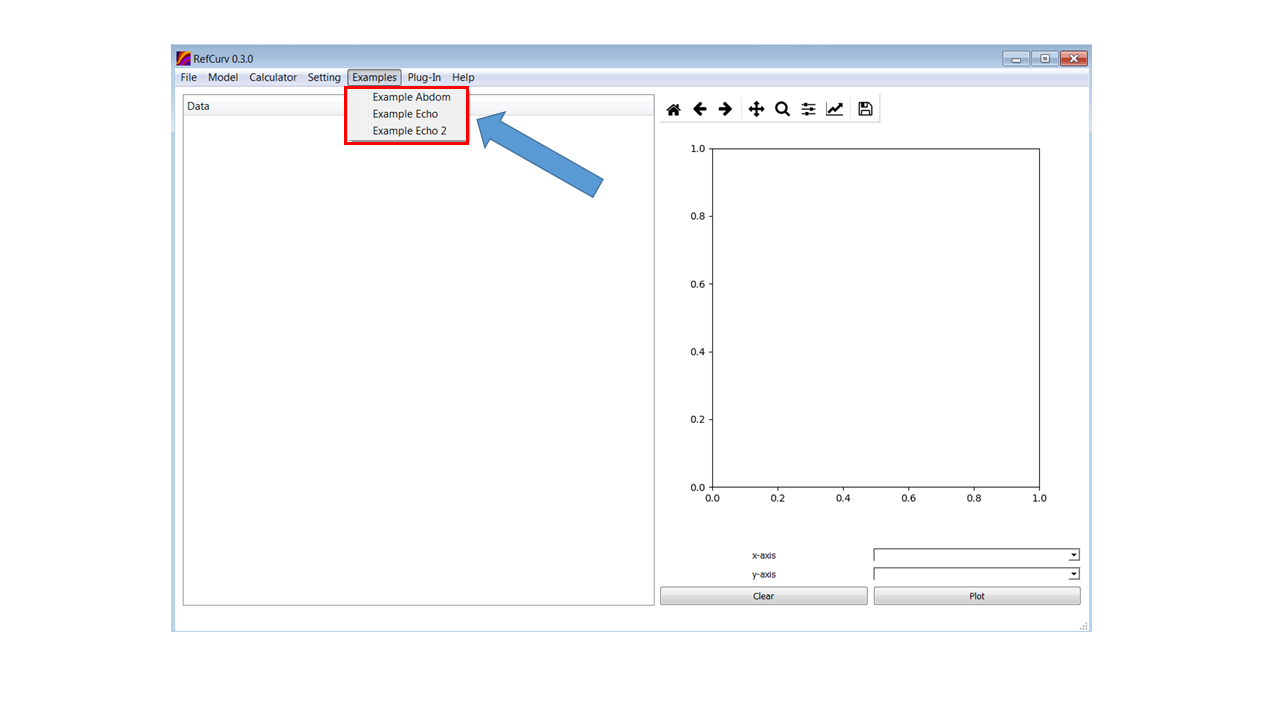 RefCurv 0.3.0
File Model Calculator Setting Examples Plug-In Help
Data
Example Abdom
Example Echo
Example Echo 2
1.0
0.8
0.6
0.4
0.2
0.0
0.0 0.2 0.4 0.6 0.8 1.0
x-axis
y-axis
Clear Plot